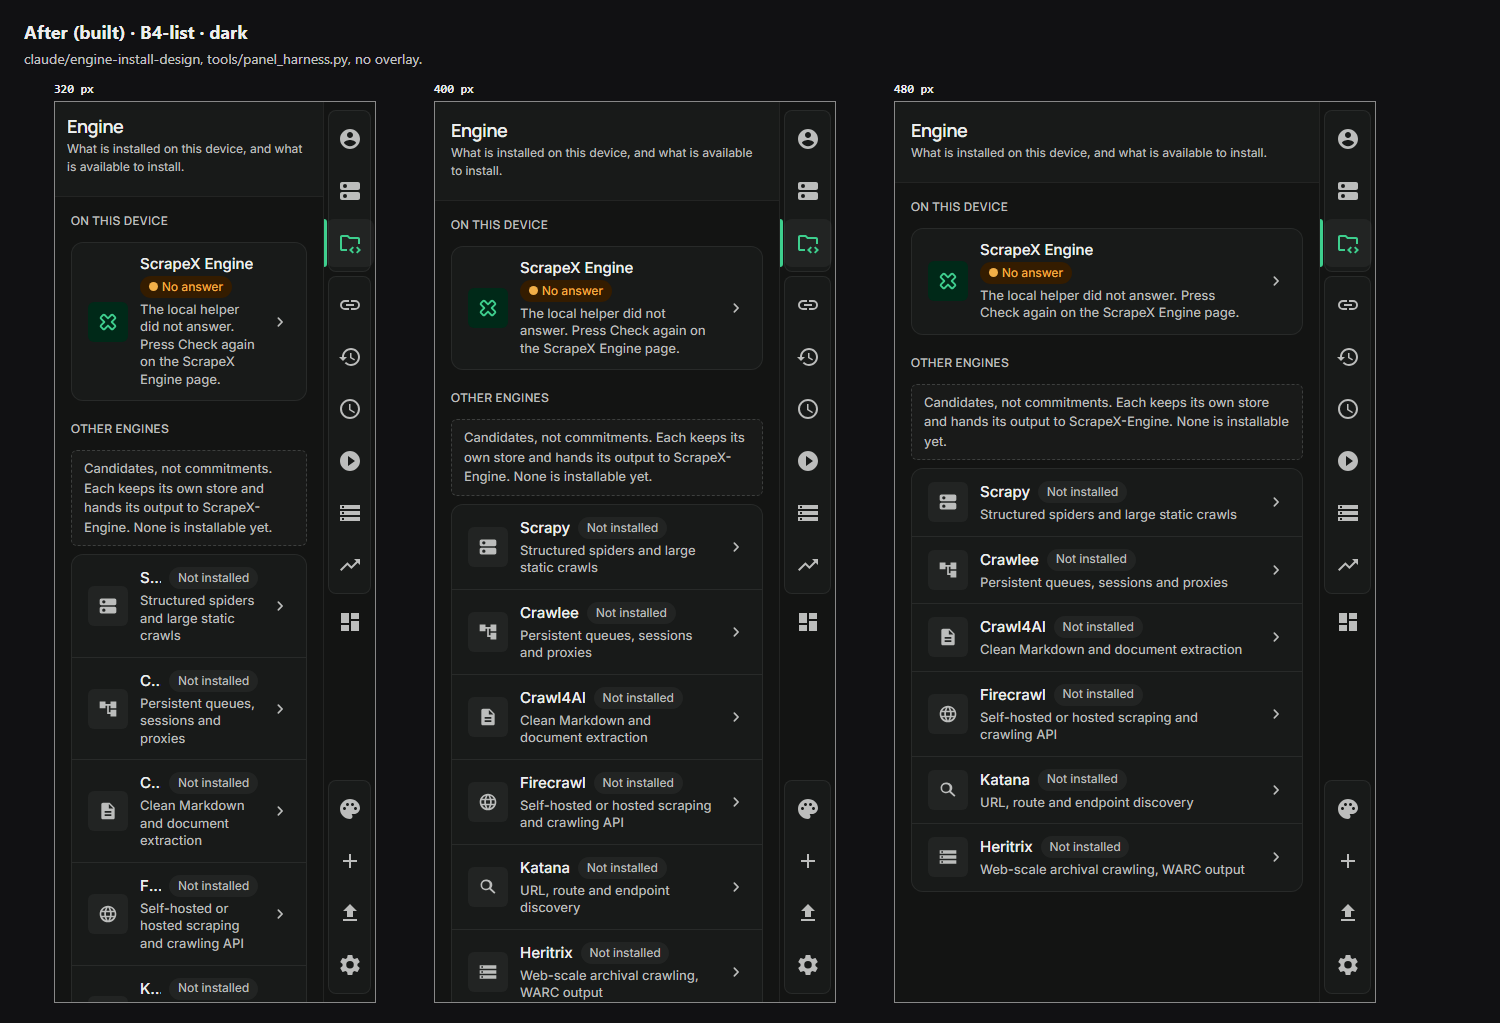 After (built) · B4-list · dark
claude/engine-install-design, tools/panel_harness.py, no overlay.
320 px
Engine
What is installed on this device, and what
is available to install.
ON THIS DEVICE
ScrapeX Engine
No answer
The local helper
did not answer.
Press Check again
on the ScrapeX
Engine page.
OTHER ENGINES
Candidates, not commitments.
Each keeps its own store and
hands its output to ScrapeX-
Engine. None is installable yet.
S... Not installed
Structured spiders
and large static
crawls
C.. Not installed
Persistent queues,
sessions and
proxies
C.. Not installed
Clean Markdown
and document
extraction
F... Not installed
Self-hosted or
hosted scraping
and crawling API
K... Not installed
400 px
Engine
What is installed on this device, and what is available
to install.
ON THIS DEVICE
ScrapeX Engine
No answer
The local helper did not
answer. Press Check again on
the ScrapeX Engine page.
OTHER ENGINES
Candidates, not commitments. Each keeps its
own store and hands its output to ScrapeX-
Engine. None is installable yet.
Scrapy Not installed
Structured spiders and large
static crawls
Crawlee Not installed
Persistent queues, sessions
and proxies
Crawl4AI Not installed
Clean Markdown and
document extraction
Firecrawl Not installed
Self-hosted or hosted scraping
and crawling API
Katana Not installed
URL, route and endpoint
discovery
Heritrix Not installed
Web-scale archival crawling,
WARC output
480 px
Engine
What is installed on this device, and what is available to install.
ON THIS DEVICE
ScrapeX Engine
No answer
The local helper did not answer. Press
Check again on the ScrapeX Engine page.
OTHER ENGINES
Candidates, not commitments. Each keeps its own store
and hands its output to ScrapeX-Engine. None is installable
yet.
Scrapy Not installed
Structured spiders and large static crawls
Crawlee Not installed
Persistent queues, sessions and proxies
Crawl4AI Not installed
Clean Markdown and document extraction
Firecrawl Not installed
Self-hosted or hosted scraping and
crawling API
Katana Not installed
URL, route and endpoint discovery
Heritrix Not installed
Web-scale archival crawling, WARC output